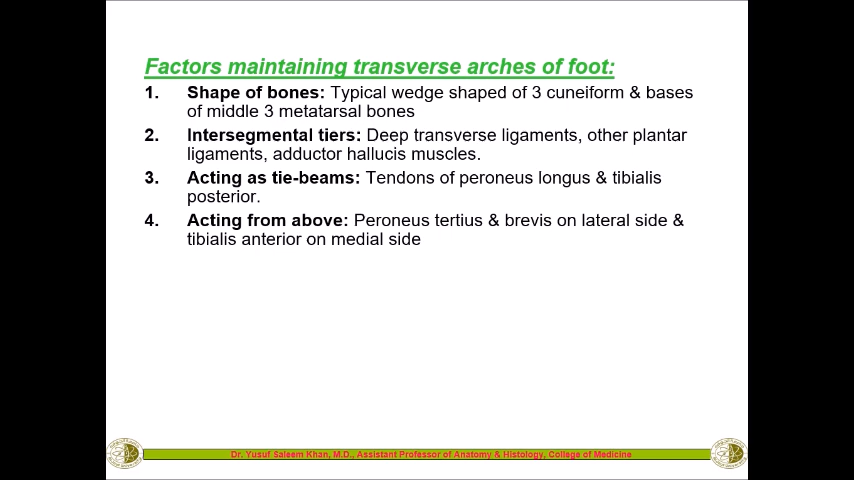 Factors maintaining transverse arches of foot:
1. Shape of bones: Typical wedge shaped of 3 cuneiform & bases
of middle 3 metatarsal bones
2. Intersegmental tiers: Deep transverse ligaments, other plantar
ligaments, adductor hallucis muscles.
3. Acting as tie-beams: Tendons of peroneus longus & tibialis
posterior.
4. Acting from above: Peroneus tertius & brevis on lateral side &
tibialis anterior on medial side
Dr. Yusuf Saleem Khan, M.D., Assistant Professor of Anatomy & Histology, College of Medicine